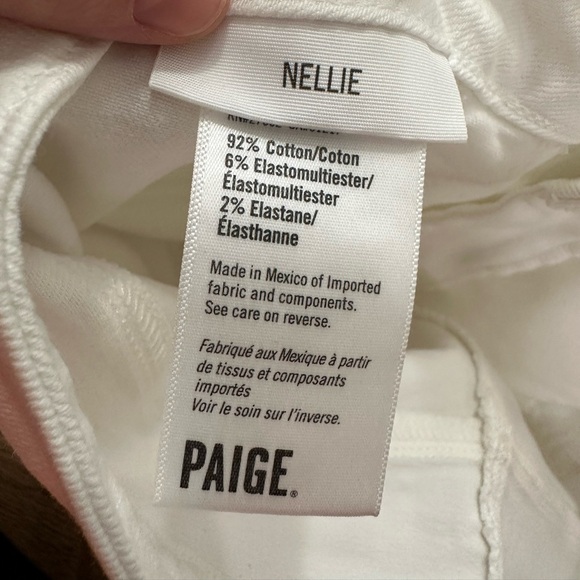 NELLIE
92% Cotton/Coton
6% Elastomultiester/
Élastomultiester
2% Elastane/
Élasthanne
Made in Mexico of Imported
fabric and components.
See care on reverse.
Fabriqué aux Mexique à partir
de tissus et composants
importés
Voir le soin sur l'inverse.
PAIGE®